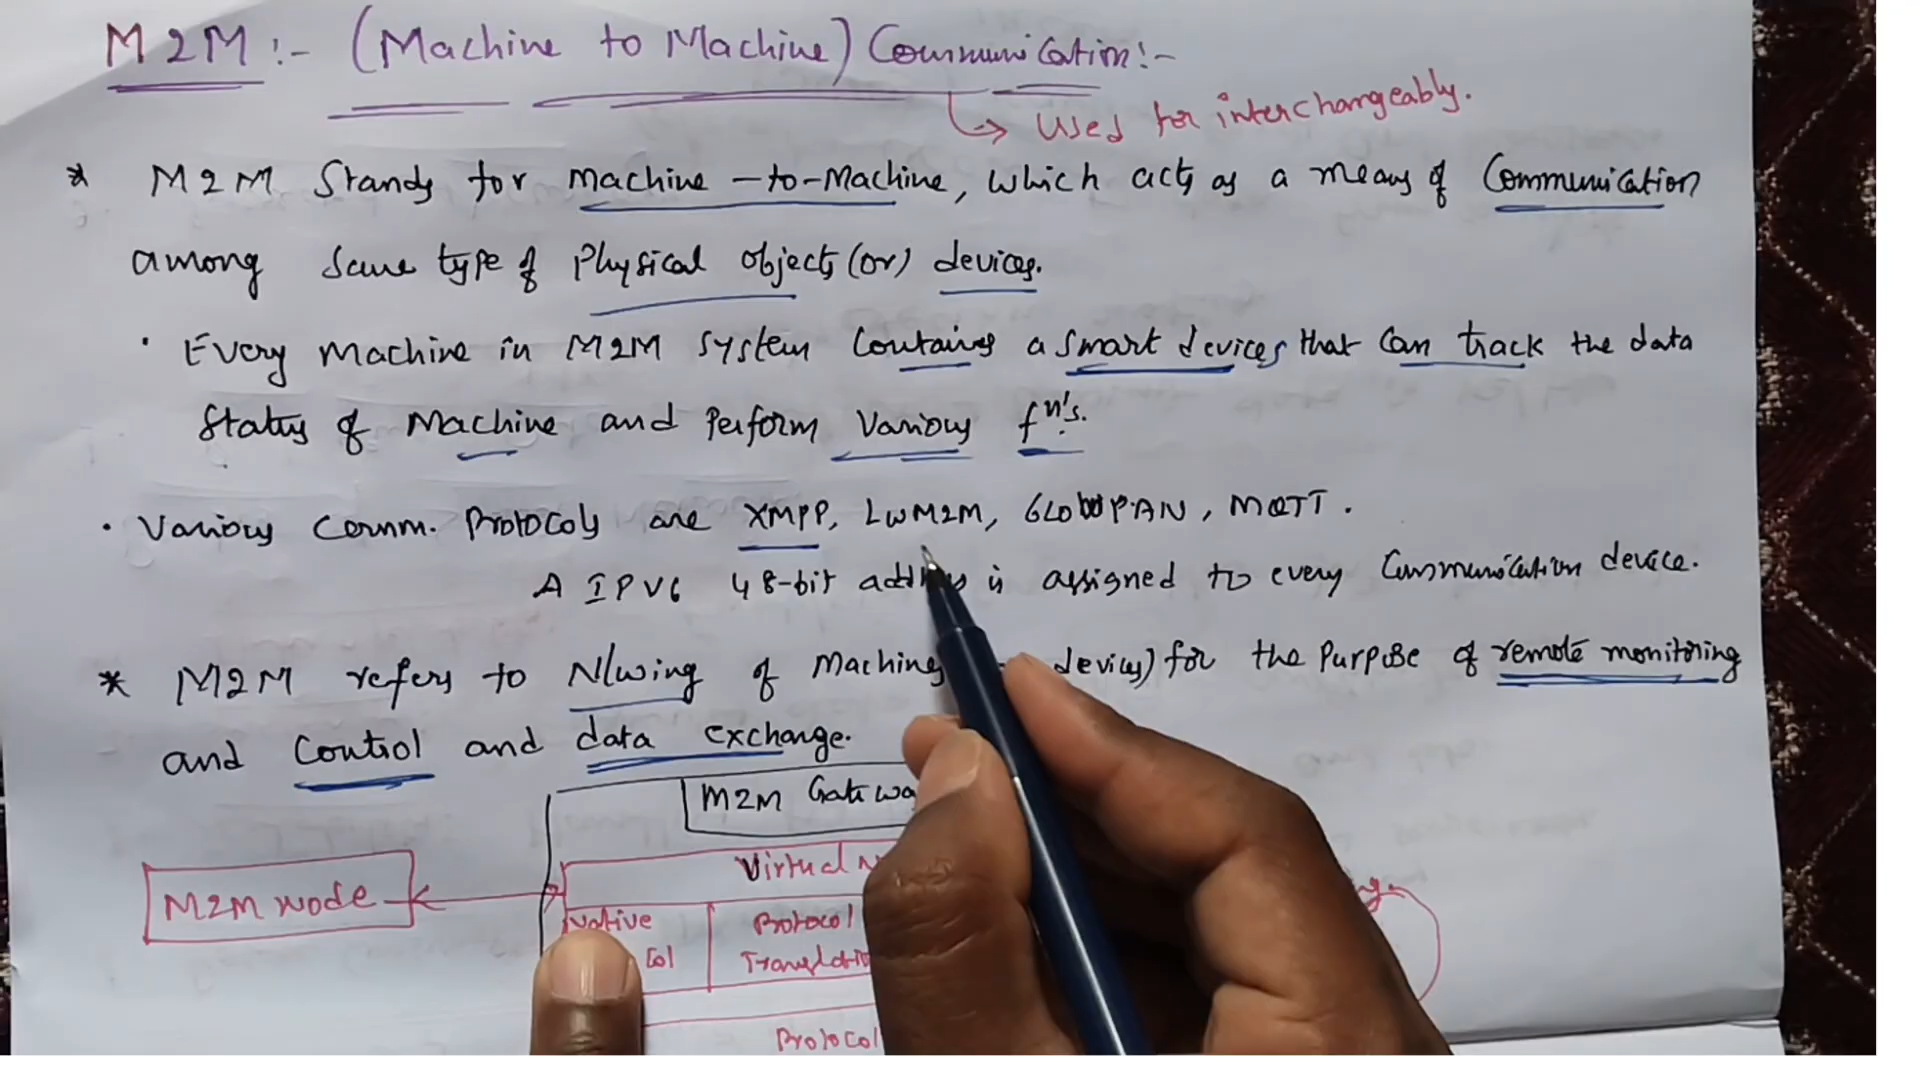 M2M:- (Machine to Machine) Communication:-
→ Used for interchangeably.
* M2M Stands for Machine-to-Machine, which acts as a means of Communication
among same type of Physical objects (or) devices.
· Every Machine in M2M system Contains a smart devices that Can track the data
Status of Machine and Perform Various fⁿ's.
· Various Comm. Protocols are XMPP, LWM2M, 6LOWPAN, MQTT.
A IPV6 48-bit address is assigned to every Communication device.
* M2M refers to N/wing of Machines devices) for the Purpose of remote monitoring
and Control and data exchange.
M2M Gatewa
M2M node
Virtual N
Native
Protocol
Col
Translatio
Protocol